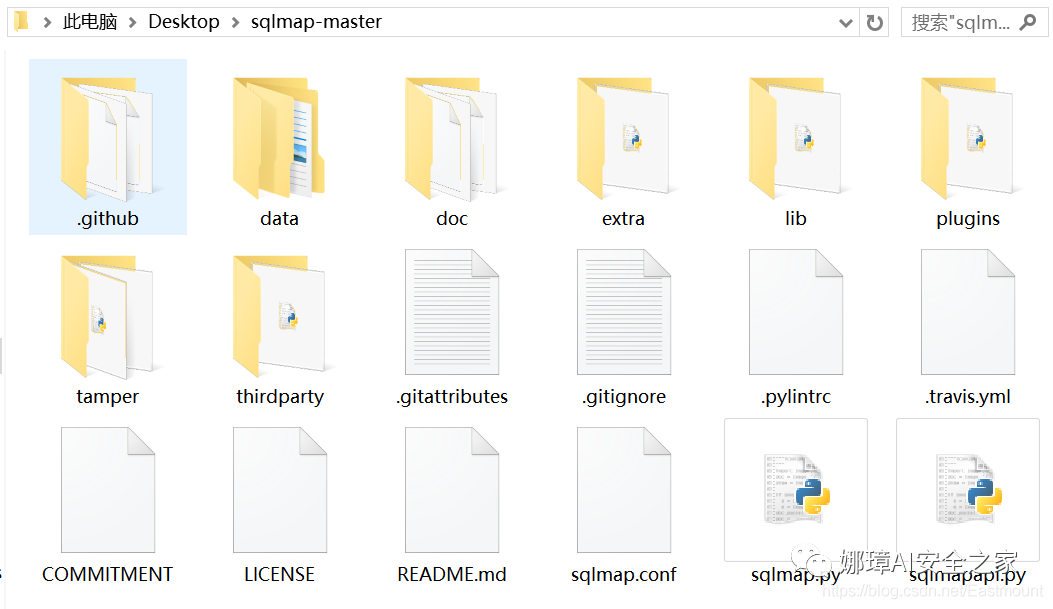 此电脑 > Desktop > sqlmap-master
搜索"sqlm...
.github data doc extra lib plugins
tamper thirdparty .gitattributes .gitignore .pylintrc .travis.yml
COMMITMENT LICENSE README.md sqlmap.conf sqlmap.py sqlmapapi.py
娜璋AI安全之家
https://blog.csdn.net/Eastmount